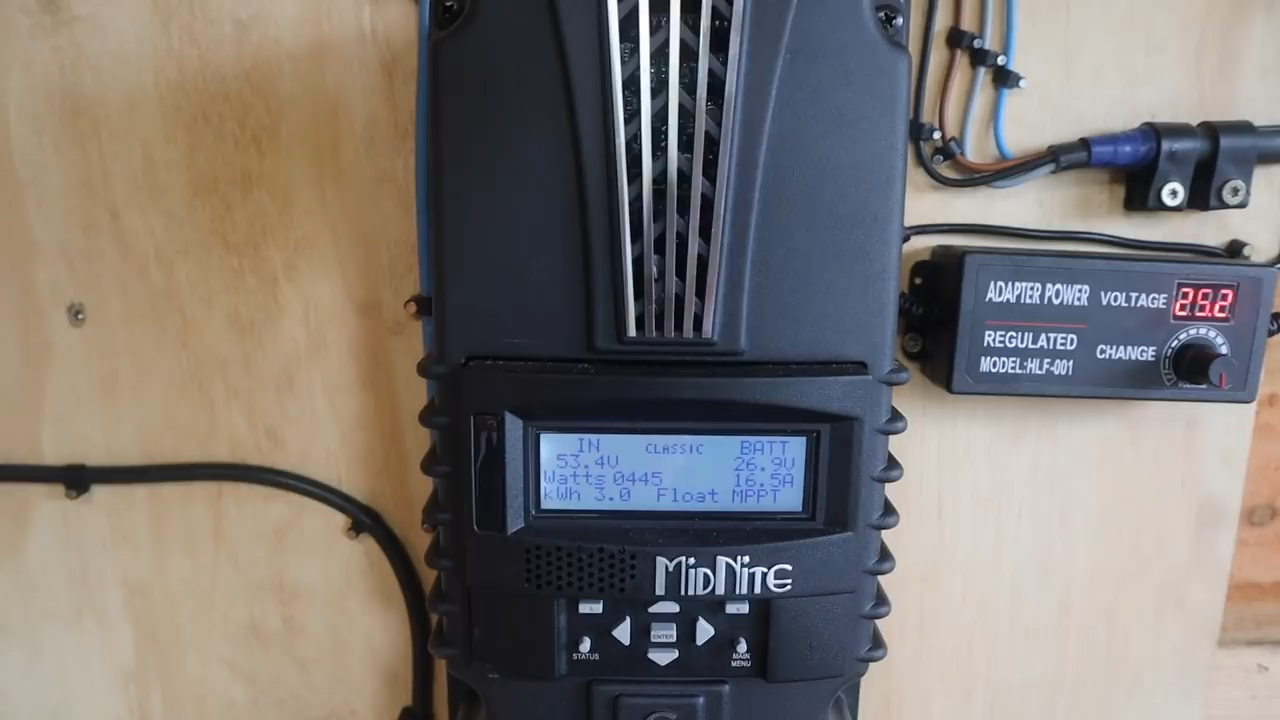 ADAPTER POWER VOLTAGE 26.2
REGULATED
MODEL:HLF-001
CHANGE
IN CLASSIC BATT
53.4V 26.9V
Watts 0445 16.5A
kWh 3.0 Float MPPT
MIDNITE
ENTER
STATUS
MAIN
MENU